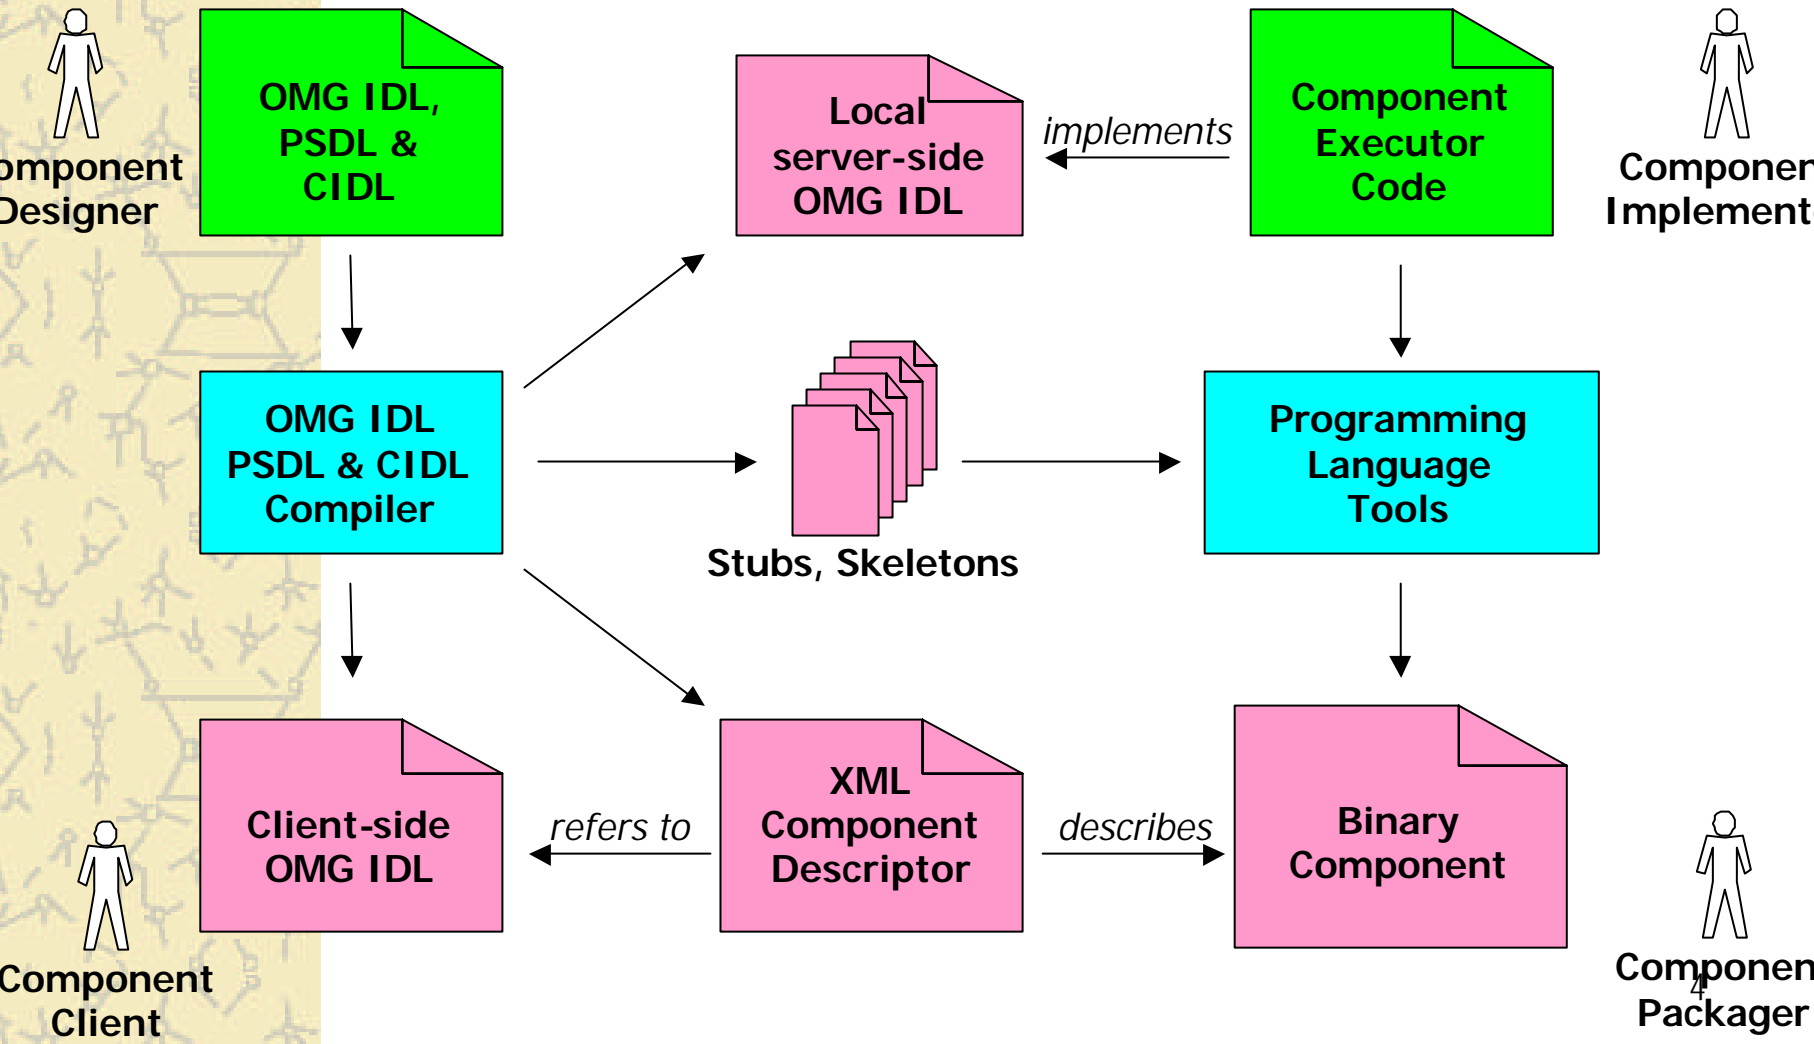 OMG IDL,
PSDL &
CIDL
omponent
Designer
Local
server-side
OMG IDL
implements
Component
Executor
Code
Componen
Implement
OMG IDL
PSDL & CIDL
Compiler
Stubs, Skeletons
Programming
Language
Tools
Client-side
OMG IDL
refers to
XML
Component
Descriptor
describes
Binary
Component
Component
Client
Componen
4
Packager